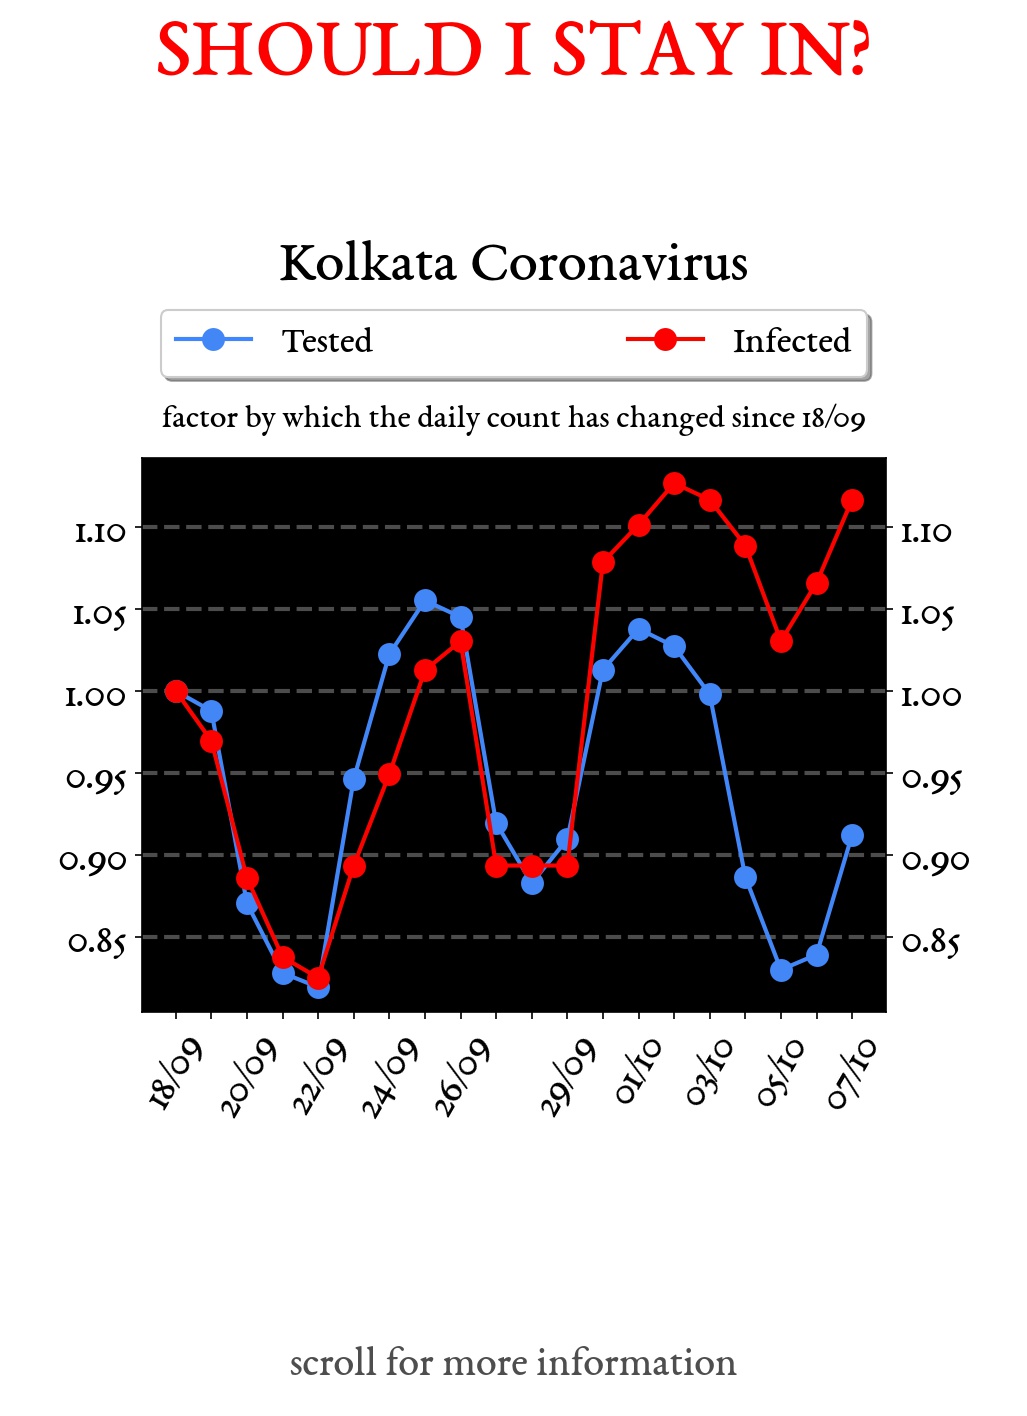 SHOULD I STAY IN?
Kolkata Coronavirus
Tested Infected
factor by which the daily count has changed since 18/09
1.10 1.10
1.05 1.05
1.00 1.00
0.95 0.95
0.90 0.90
0.85 0.85
18/09 20/09 22/09 24/09 26/09 29/09 01/10 03/10 05/10 07/10
scroll for more information